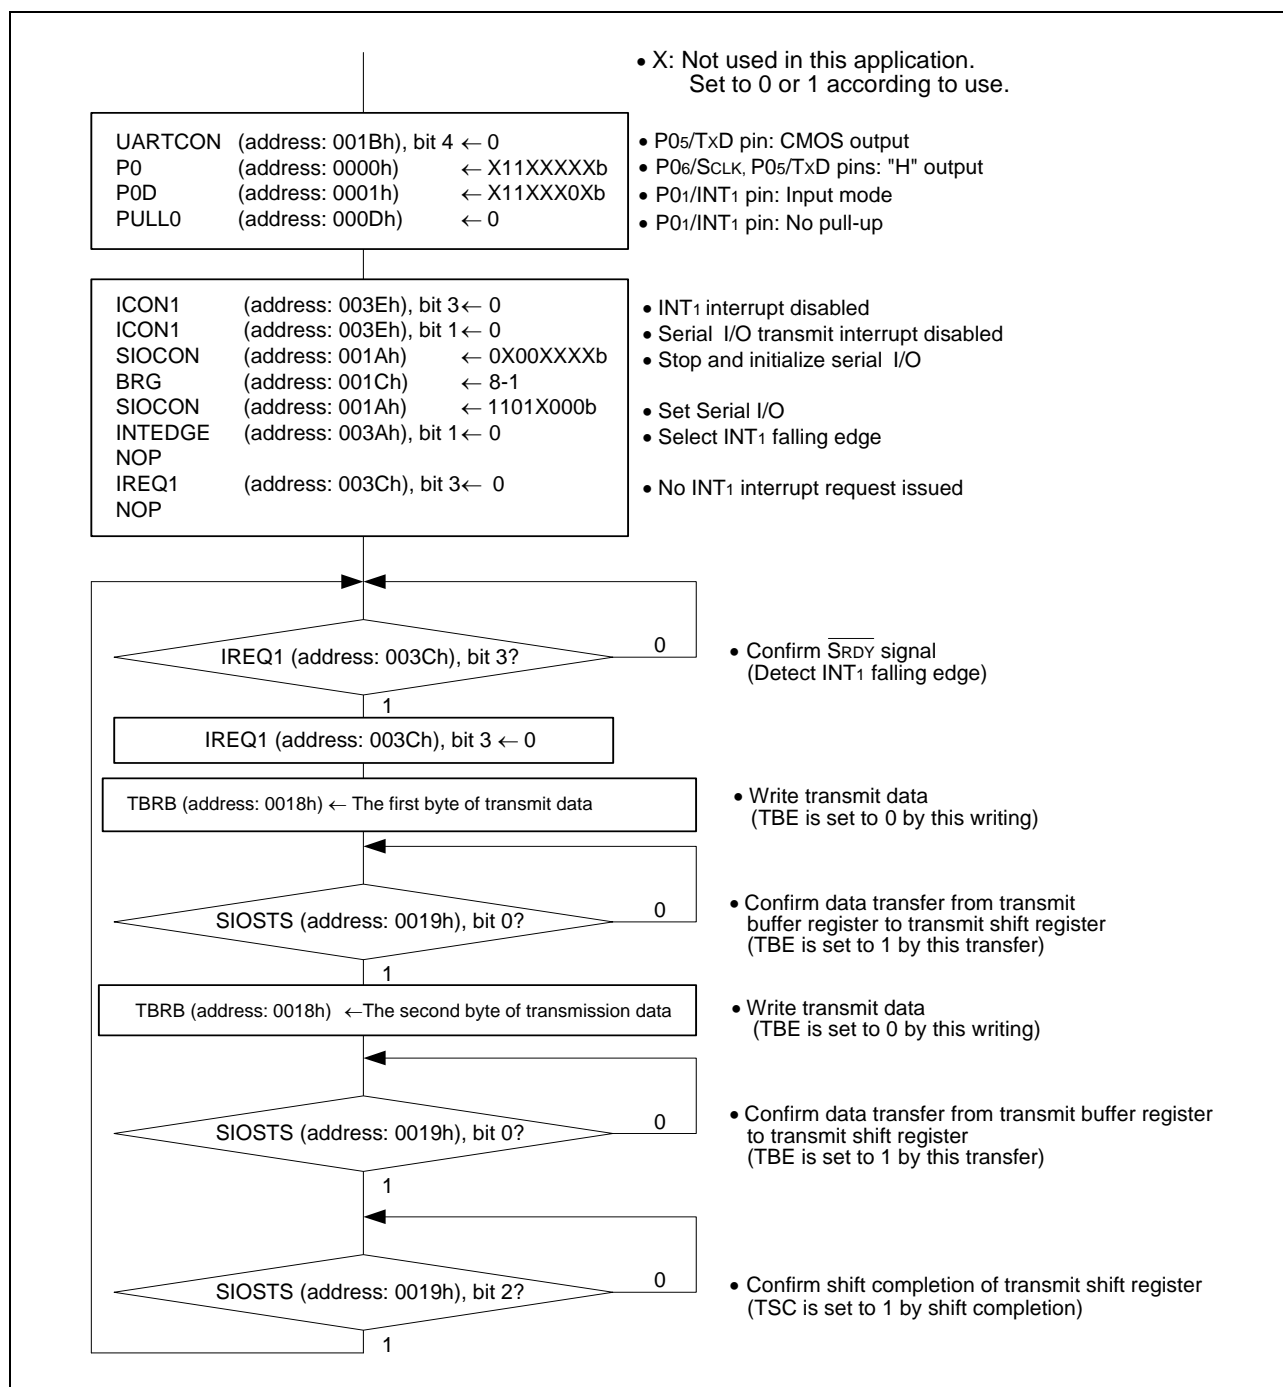 • X: Not used in this application.
Set to 0 or 1 according to use.
UARTCON (address: 001Bh), bit 4 ← 0 • P05/TxD pin: CMOS output
P0 (address: 0000h) ← X11XXXXXb • P06/SCLK, P05/TxD pins: "H" output
P0D (address: 0001h) ← X11XXX0Xb • P01/INT1 pin: Input mode
PULL0 (address: 000Dh) ← 0 • P01/INT1 pin: No pull-up
ICON1 (address: 003Eh), bit 3 ← 0 • INT1 interrupt disabled
ICON1 (address: 003Eh), bit 1 ← 0 • Serial I/O transmit interrupt disabled
SIOCON (address: 001Ah) ← 0X00XXXXb • Stop and initialize serial I/O
BRG (address: 001Ch) ← 8-1
SIOCON (address: 001Ah) ← 1101X000b • Set Serial I/O
INTEDGE (address: 003Ah), bit 1 ← 0 • Select INT1 falling edge
NOP
IREQ1 (address: 003Ch), bit 3 ← 0 • No INT1 interrupt request issued
NOP
IREQ1 (address: 003Ch), bit 3? 0 • Confirm SRDY signal
(Detect INT1 falling edge)
1
IREQ1 (address: 003Ch), bit 3 ← 0
TBRB (address: 0018h) ← The first byte of transmit data • Write transmit data
(TBE is set to 0 by this writing)
SIOSTS (address: 0019h), bit 0? 0 • Confirm data transfer from transmit
buffer register to transmit shift register
(TBE is set to 1 by this transfer)
1
TBRB (address: 0018h) ←The second byte of transmission data • Write transmit data
(TBE is set to 0 by this writing)
SIOSTS (address: 0019h), bit 0? 0 • Confirm data transfer from transmit buffer register
to transmit shift register
(TBE is set to 1 by this transfer)
1
SIOSTS (address: 0019h), bit 2? 0 • Confirm shift completion of transmit shift register
(TSC is set to 1 by shift completion)
1